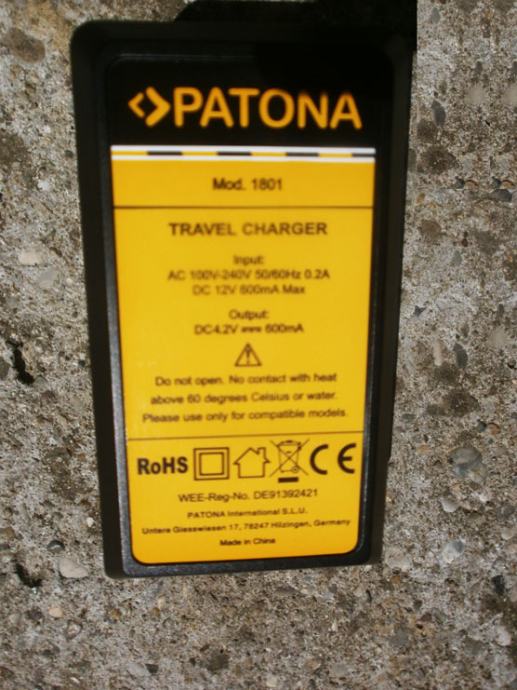 PATONA
Mod. 1801
TRAVEL CHARGER
Input:
AC 100V-240V 50/60Hz 0.2A
DC 12V 600mA Max
Output:
DC4.2V 600mA
Do not open. No contact with heat
above 60 degrees Celsius or water.
Please use only for compatible models.
RoHS CE
WEE-Reg-No. DE91392421
PATONA International S.L.U.
Untere Giesswiesen 17, 78247 Hilzingen, Germany
Made in China